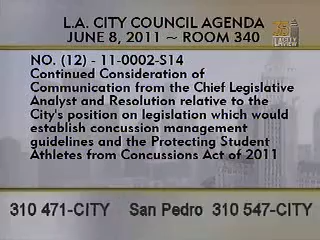 L.A. CITY COUNCIL AGENDA
JUNE 8, 2011 ~ ROOM 340
NO. (12) - 11-0002-S14
Continued Consideration of
Communication from the Chief Legislative
Analyst and Resolution relative to the
City's position on legislation which would
establish concussion management
guidelines and the Protecting Student
Athletes from Concussions Act of 2011
310 471-CITY San Pedro 310 547-CITY